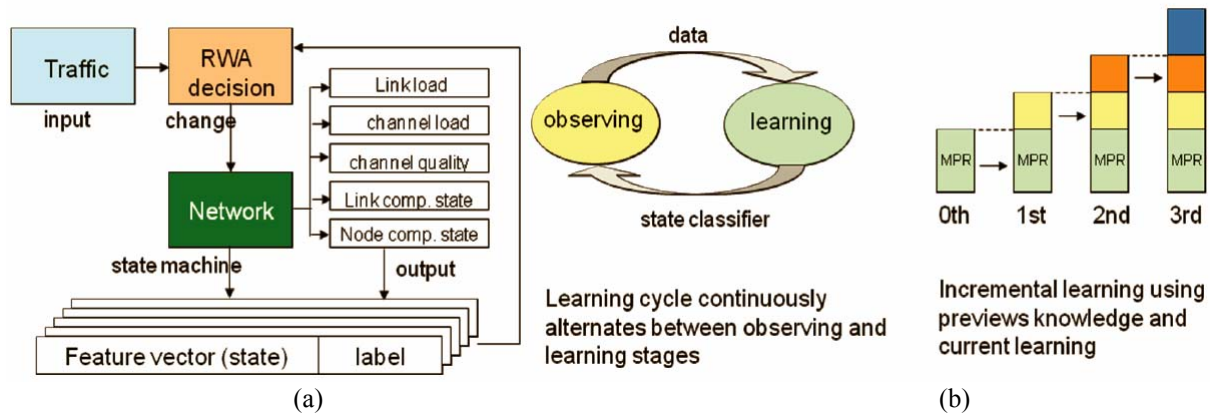 Traffic
input
RWA
decision
change
Network
state machine
Link load
channel load
channel quality
Link comp. state
Node comp. state
output
Feature vector (state)
label
data
observing
learning
state classifier
Learning cycle continuously
alternates between observing and
learning stages
MPR
MPR
MPR
MPR
0th
1st
2nd
3rd
Incremental learning using
previews knowledge and
current learning
(a)
(b)